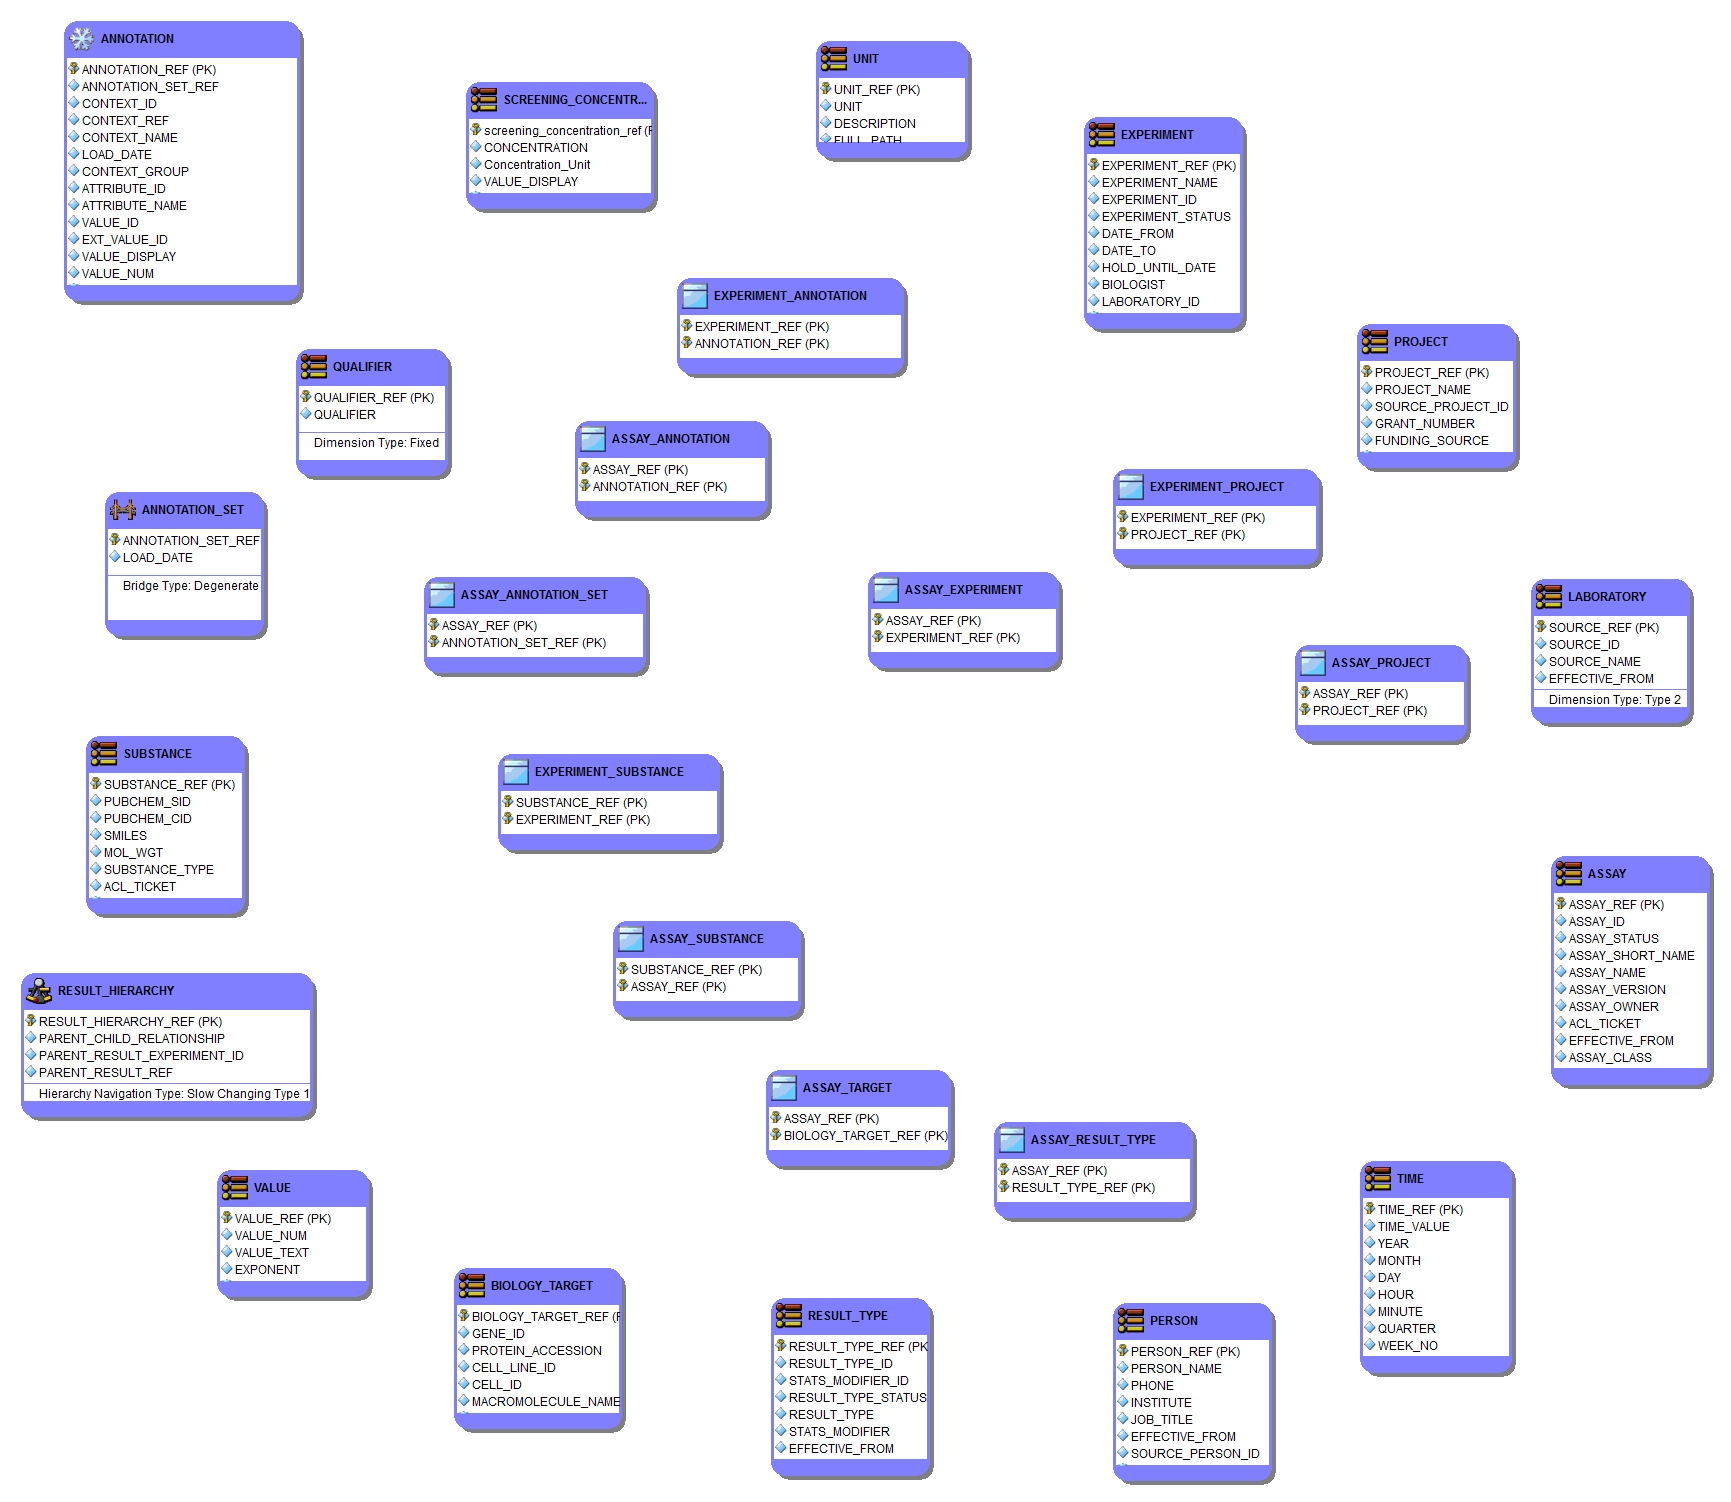 ANNOTATION
ANNOTATION_REF (PK)
ANNOTATION_SET_REF
CONTEXT_ID
CONTEXT_REF
CONTEXT_NAME
LOAD_DATE
CONTEXT_GROUP
ATTRIBUTE_ID
ATTRIBUTE_NAME
VALUE_ID
EXT_VALUE_ID
VALUE_DISPLAY
VALUE_NUM
SCREENING_CONCENTR...
screening_concentration_ref (P
CONCENTRATION
Concentration_Unit
VALUE_DISPLAY
UNIT
UNIT_REF (PK)
UNIT
DESCRIPTION
FULL_PATH
EXPERIMENT
EXPERIMENT_REF (PK)
EXPERIMENT_NAME
EXPERIMENT_ID
EXPERIMENT_STATUS
DATE_FROM
DATE_TO
HOLD_UNTIL_DATE
BIOLOGIST
LABORATORY_ID
EXPERIMENT_ANNOTATION
EXPERIMENT_REF (PK)
ANNOTATION_REF (PK)
PROJECT
PROJECT_REF (PK)
PROJECT_NAME
SOURCE_PROJECT_ID
GRANT_NUMBER
FUNDING_SOURCE
QUALIFIER
QUALIFIER_REF (PK)
QUALIFIER
Dimension Type: Fixed
ASSAY_ANNOTATION
ASSAY_REF (PK)
ANNOTATION_REF (PK)
EXPERIMENT_PROJECT
EXPERIMENT_REF (PK)
PROJECT_REF (PK)
ANNOTATION_SET
ANNOTATION_SET_REF
LOAD_DATE
Bridge Type: Degenerate
ASSAY_ANNOTATION_SET
ASSAY_REF (PK)
ANNOTATION_SET_REF (PK)
ASSAY_EXPERIMENT
ASSAY_REF (PK)
EXPERIMENT_REF (PK)
LABORATORY
SOURCE_REF (PK)
SOURCE_ID
SOURCE_NAME
EFFECTIVE_FROM
Dimension Type: Type 2
ASSAY_PROJECT
ASSAY_REF (PK)
PROJECT_REF (PK)
SUBSTANCE
SUBSTANCE_REF (PK)
PUBCHEM_SID
PUBCHEM_CID
SMILES
MOL_WGT
SUBSTANCE_TYPE
ACL_TICKET
EXPERIMENT_SUBSTANCE
SUBSTANCE_REF (PK)
EXPERIMENT_REF (PK)
ASSAY
ASSAY_REF (PK)
ASSAY_ID
ASSAY_STATUS
ASSAY_SHORT_NAME
ASSAY_NAME
ASSAY_VERSION
ASSAY_OWNER
ACL_TICKET
EFFECTIVE_FROM
ASSAY_CLASS
ASSAY_SUBSTANCE
SUBSTANCE_REF (PK)
ASSAY_REF (PK)
RESULT_HIERARCHY
RESULT_HIERARCHY_REF (PK)
PARENT_CHILD_RELATIONSHIP
PARENT_RESULT_EXPERIMENT_ID
PARENT_RESULT_REF
Hierarchy Navigation Type: Slow Changing Type 1
ASSAY_TARGET
ASSAY_REF (PK)
BIOLOGY_TARGET_REF (PK)
ASSAY_RESULT_TYPE
ASSAY_REF (PK)
RESULT_TYPE_REF (PK)
VALUE
VALUE_REF (PK)
VALUE_NUM
VALUE_TEXT
EXPONENT
TIME
TIME_REF (PK)
TIME_VALUE
YEAR
MONTH
DAY
HOUR
MINUTE
QUARTER
WEEK_NO
BIOLOGY_TARGET
BIOLOGY_TARGET_REF (P
GENE_ID
PROTEIN_ACCESSION
CELL_LINE_ID
CELL_ID
MACROMOLECULE_NAME
RESULT_TYPE
RESULT_TYPE_REF (PK
RESULT_TYPE_ID
STATS_MODIFIER_ID
RESULT_TYPE_STATUS
RESULT_TYPE
STATS_MODIFIER
EFFECTIVE_FROM
PERSON
PERSON_REF (PK)
PERSON_NAME
PHONE
INSTITUTE
JOB_TITLE
EFFECTIVE_FROM
SOURCE_PERSON_ID